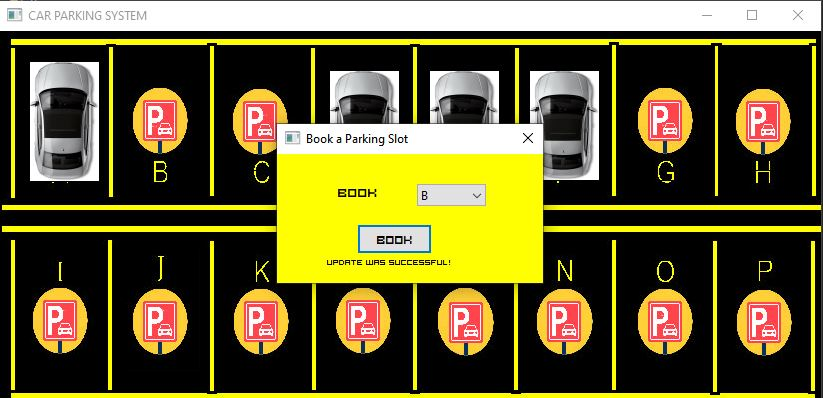 CAR PARKING SYSTEM
P
B
P
C
P
G
P
H
Book a Parking Slot
BOOK
B
BOOK
UPDATE WAS SUCCESSFUL!
I
J
K
N
O
P
P
P
P
P
P
P
P
P